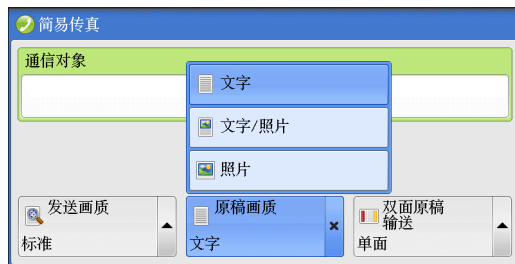 简易传真
通信对象
文字
文字/照片
照片
发送画质
标准
原稿画质
文字
双面原稿
输送
单面